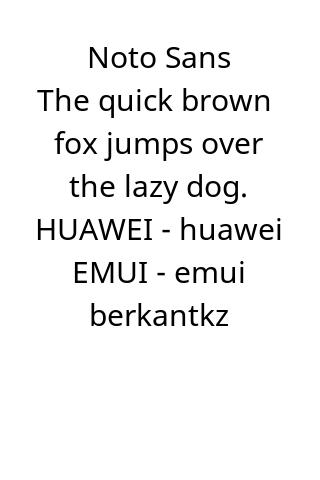 Noto Sans
The quick brown
fox jumps over
the lazy dog.
HUAWEI - huawei
EMUI - emui
berkantkz